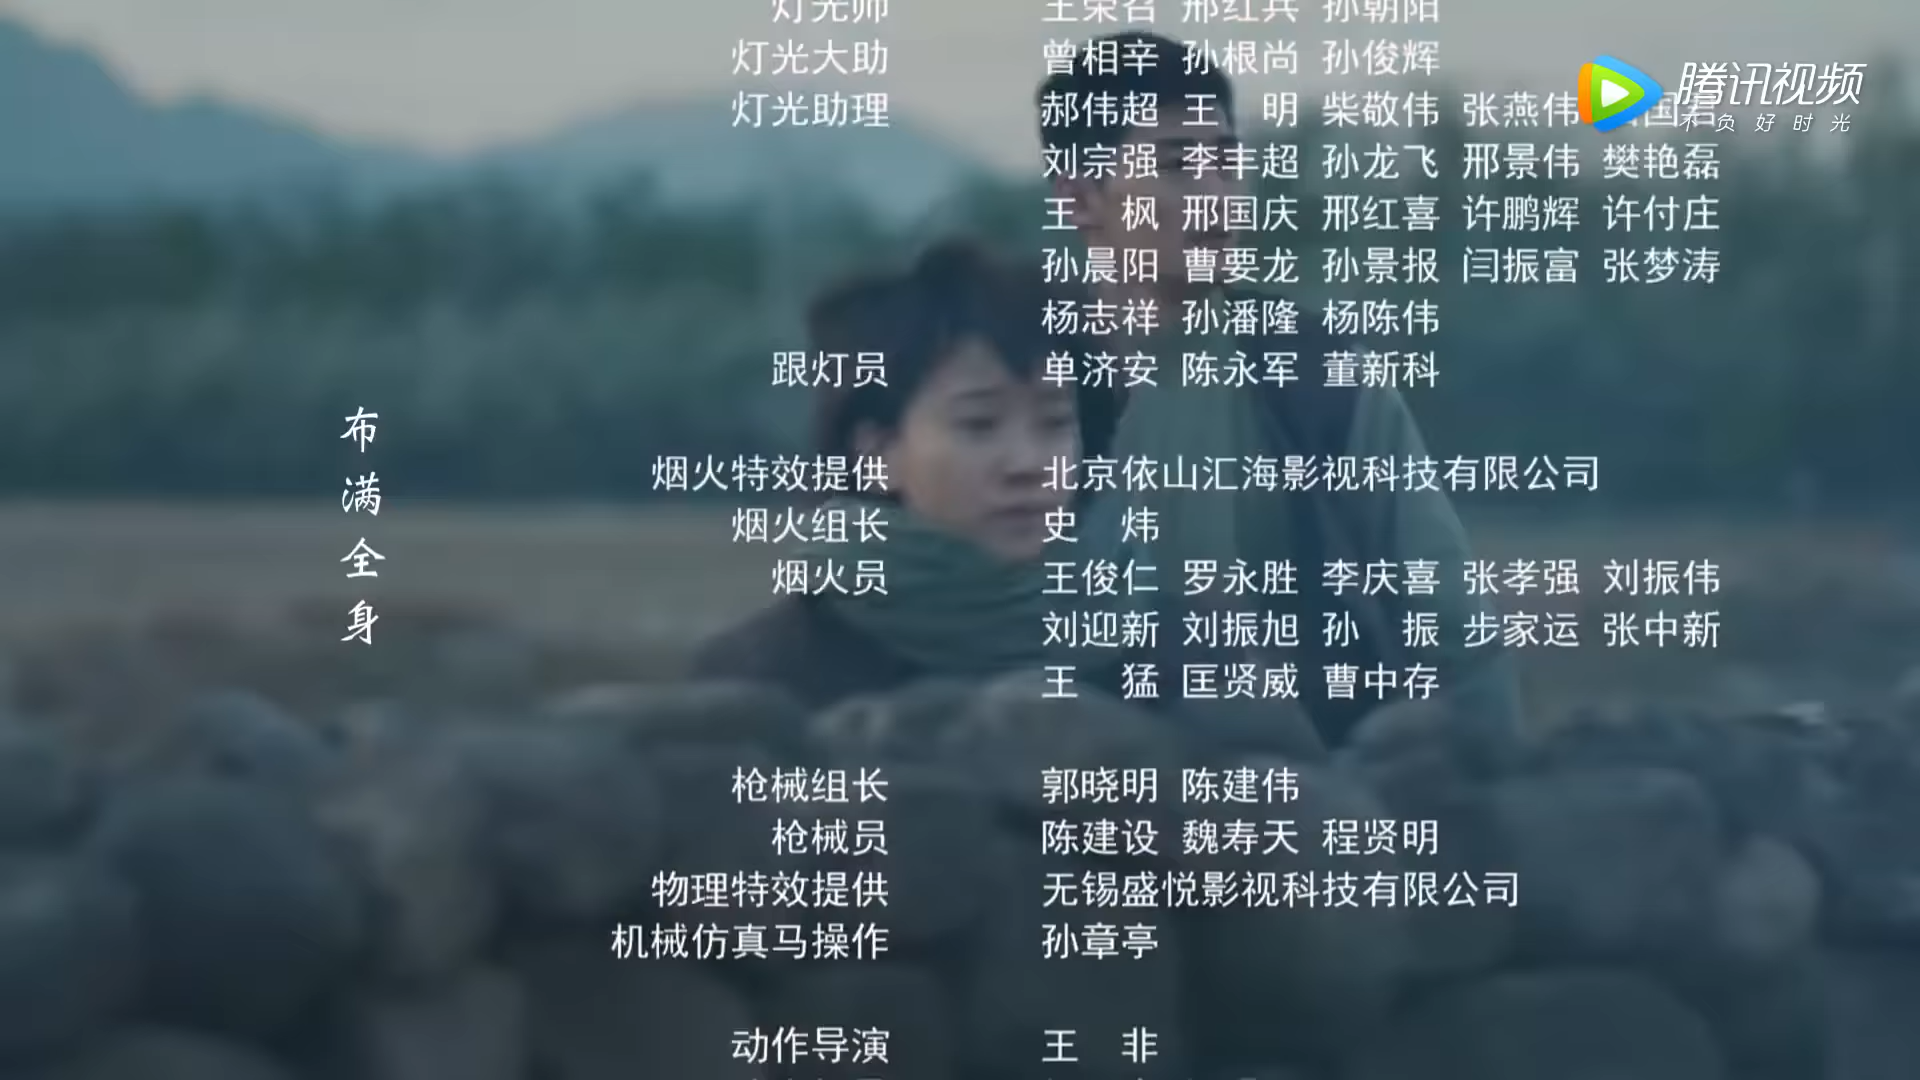 灯光师 王荣召 邢红兵 孙朝阳
灯光大助 曾相辛 孙根尚 孙俊辉
腾讯视频
不负好时光
灯光助理 郝伟超 王 明 柴敬伟 张燕伟
刘宗强 李丰超 孙龙飞 邢景伟 樊艳磊
王 枫 邢国庆 邢红喜 许鹏辉 许付庄
孙晨阳 曹要龙 孙景报 闫振富 张梦涛
杨志祥 孙潘隆 杨陈伟
跟灯员 单济安 陈永军 董新科
布满全身
烟火特效提供 北京依山汇海影视科技有限公司
烟火组长 史 炜
烟火员 王俊仁 罗永胜 李庆喜 张孝强 刘振伟
刘迎新 刘振旭 孙 振 步家运 张中新
王 猛 匡贤威 曹中存
枪械组长 郭晓明 陈建伟
枪械员 陈建设 魏寿天 程贤明
物理特效提供 无锡盛悦影视科技有限公司
机械仿真马操作 孙章亭
动作导演 王 非